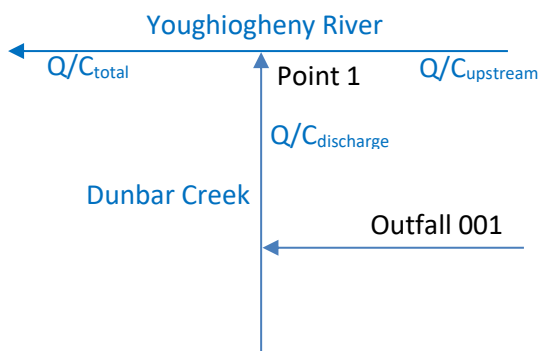 Youghiogheny River
Q/Ctotal
Point 1
Q/Cupstream
Q/Cdischarge
Dunbar Creek
Outfall 001